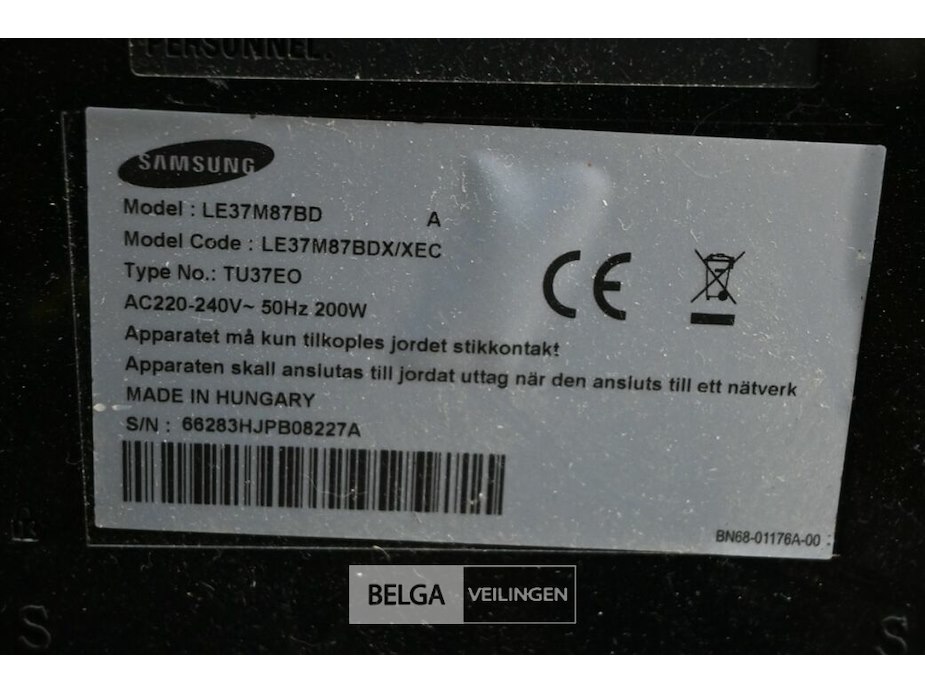 PERSONNEL.
SAMSUNG
Model : LE37M87BD A
Model Code : LE37M87BDX/XEC
Type No.: TU37EO
AC220-240V~ 50Hz 200W
Apparatet må kun tilkoples jordet stikkontakt
Apparaten skall anslutas till jordat uttag när den ansluts till ett nätverk
MADE IN HUNGARY
S/N : 66283HJPB08227A
CE
BN68-01176A-00
R
S
S
BELGA VEILINGEN